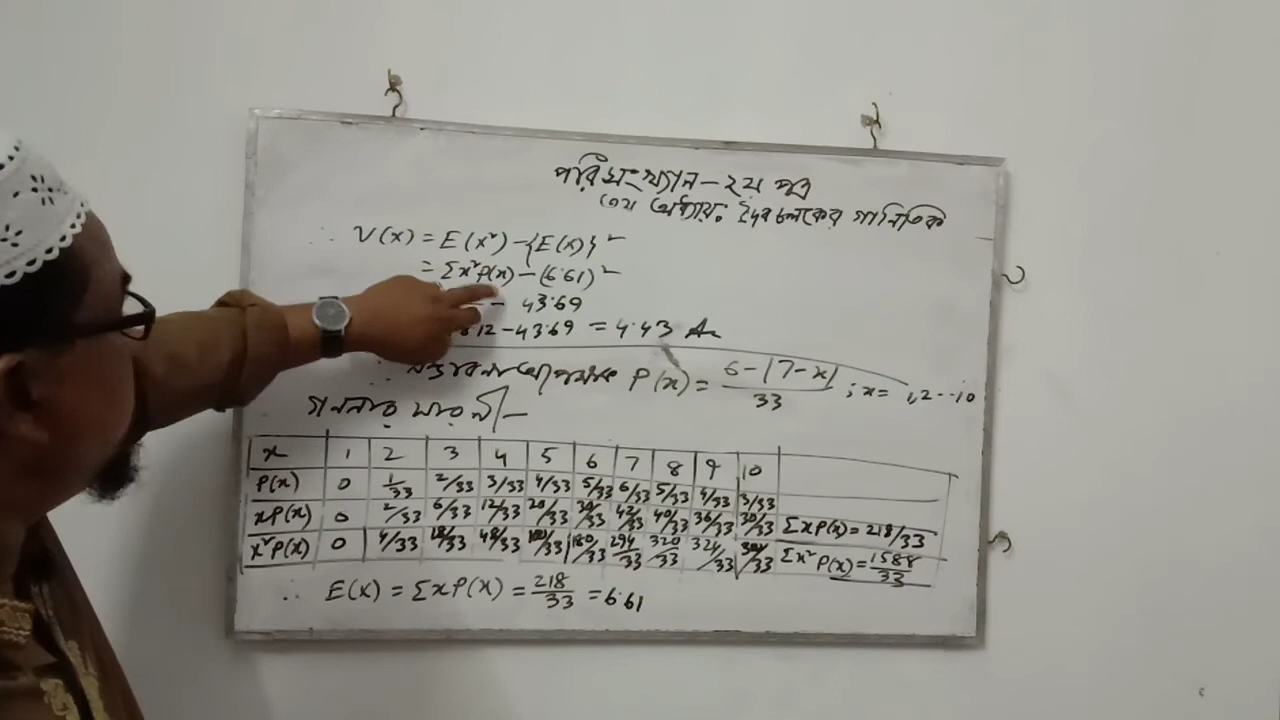 পরিসংখ্যান – ২য় পত্র
৩য় অধ্যায়: দৈব চলকের গানিতিক
∴ V(x) = E(x²) – {E(x)}²
= Σx²P(x) – (6.61)²
– 43.69
12 – 43.69 = 4.43 Ans
∴ P(x) = 6 – |7 – x| / 33 ; x = 1, 2 - - 10
গননার সারনী –
x 1 2 3 4 5 6 7 8 9 10
P(x) 0 1/33 2/33 3/33 4/33 5/33 6/33 5/33 4/33 3/33
xP(x) 0 2/33 6/33 12/33 20/33 30/33 42/33 40/33 36/33 30/33 ΣxP(x) = 218/33
x²P(x) 0 4/33 18/33 48/33 100/33 180/33 294/33 320/33 324/33 300/33 Σx²P(x) = 1588/33
∴ E(x) = ΣxP(x) = 218/33 = 6.61